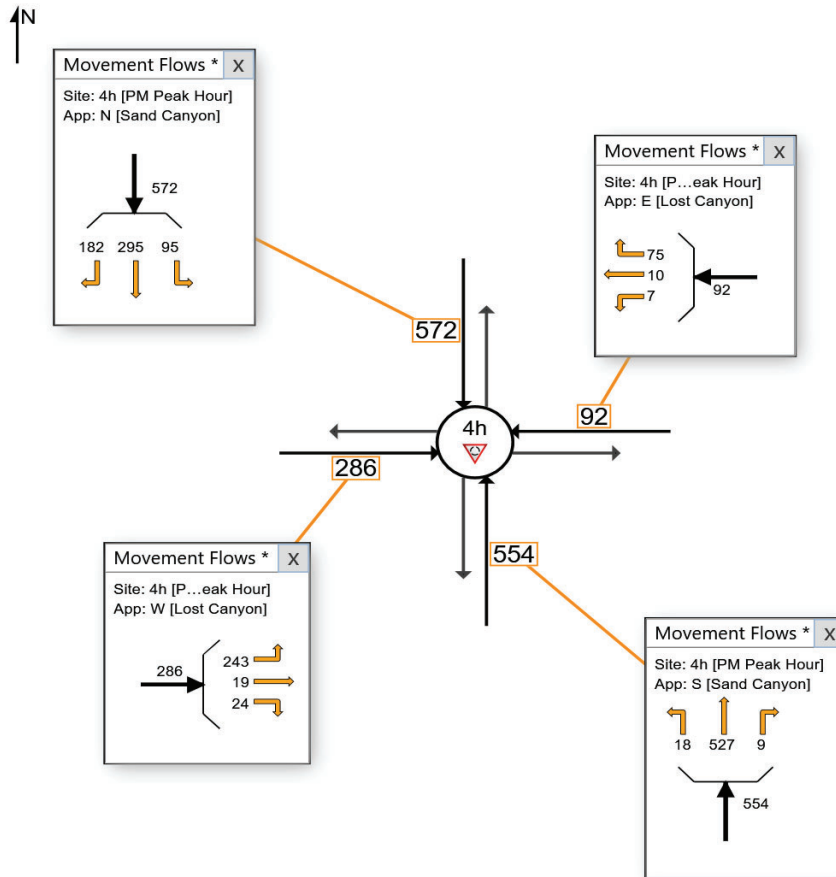 N
Movement Flows * X
Site: 4h [PM Peak Hour]
App: N [Sand Canyon]
572
182 295 95
Movement Flows * X
Site: 4h [P...eak Hour]
App: E [Lost Canyon]
75
10
7
92
572
4h
92
286
554
Movement Flows * X
Site: 4h [P...eak Hour]
App: W [Lost Canyon]
286
243
19
24
Movement Flows * X
Site: 4h [PM Peak Hour]
App: S [Sand Canyon]
18 527 9
554